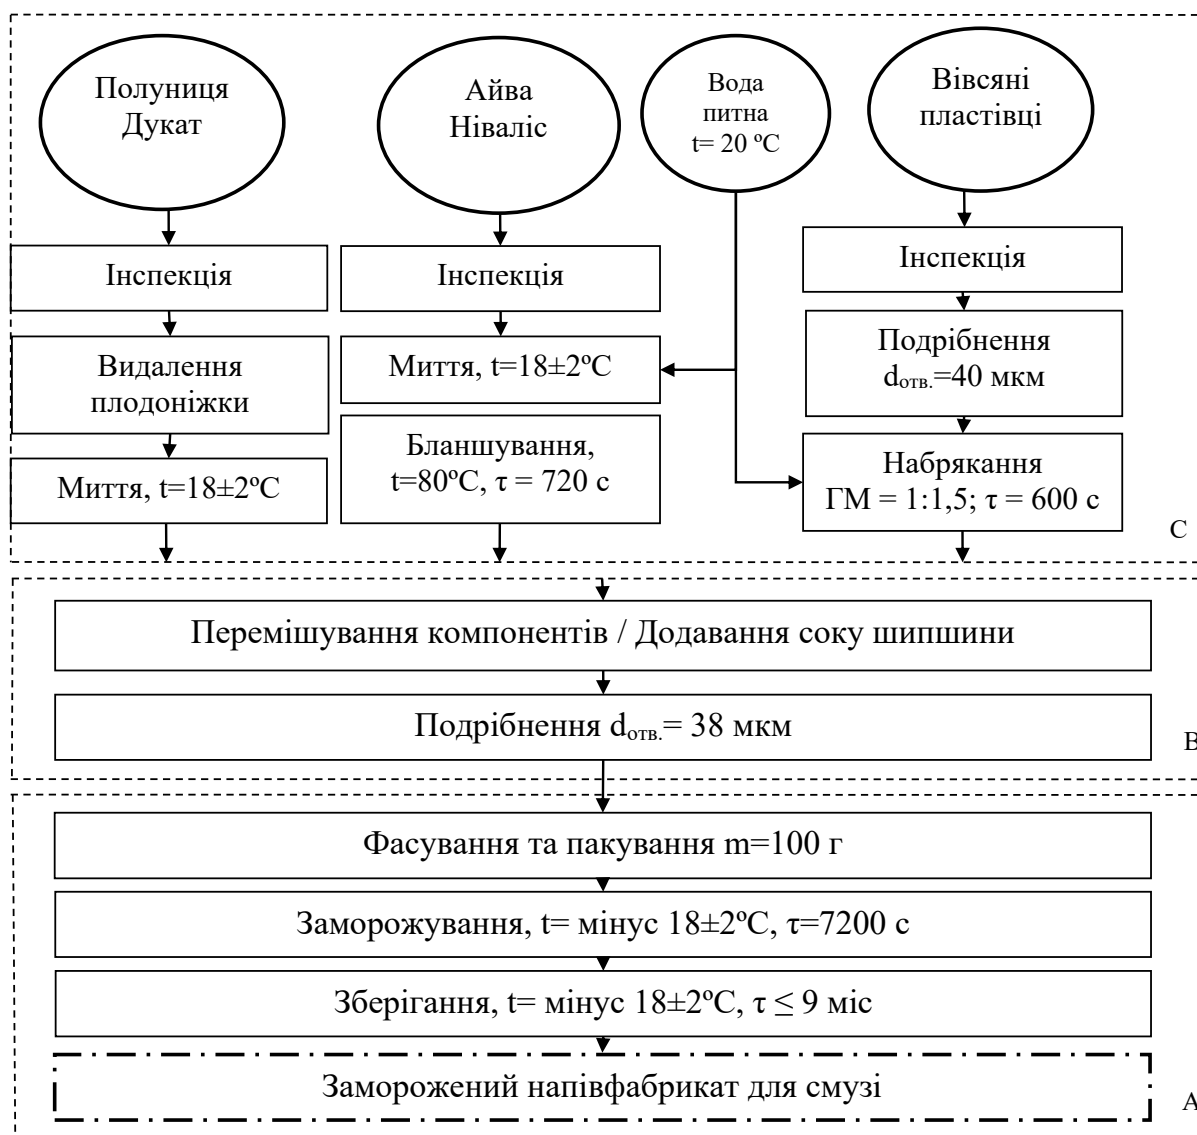 Полуниця
Дукат
Айва
Ніваліс
Вода
питна
t= 20 ºС
Вівсяні
пластівці
Інспекція
Інспекція
Інспекція
Видалення
плодоніжки
Миття, t=18±2ºС
Подрібнення
dотв.=40 мкм
Миття, t=18±2ºС
Бланшування,
t=80ºС, τ = 720 с
Набрякання
ГМ = 1:1,5; τ = 600 с
С
Перемішування компонентів / Додавання соку шипшини
Подрібнення dотв.= 38 мкм
В
Фасування та пакування m=100 г
Заморожування, t= мінус 18±2ºС, τ=7200 с
Зберігання, t= мінус 18±2ºС, τ ≤ 9 міс
Заморожений напівфабрикат для смузі
А